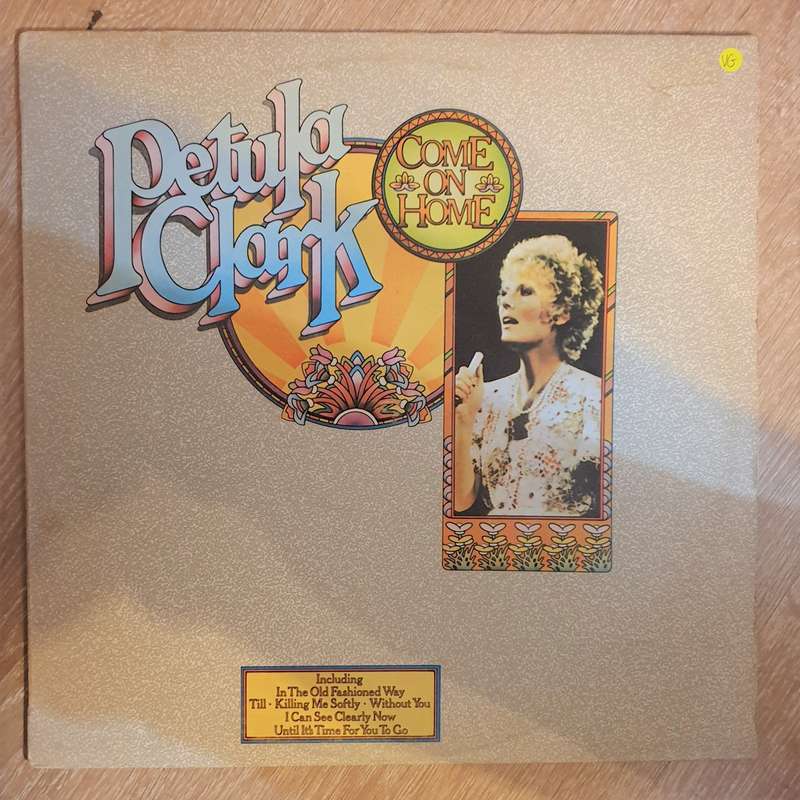 Petula
Clark
COME
ON
HOME
VG
Including
In The Old Fashioned Way
Till · Killing Me Softly · Without You
I Can See Clearly Now
Until It's Time For You To Go